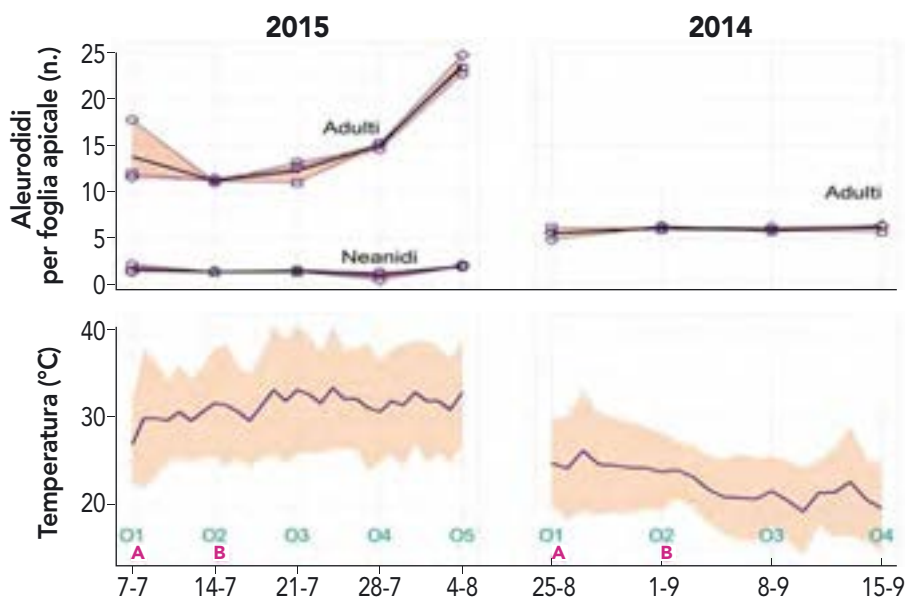 2015 2014
Aleurodidi
per foglia apicale (n.)
25
20
15
10
5
0
Adulti
Neanidi
Adulti
Temperatura (°C)
40
30
20
O1 O2 O3 O4 O5 O1 O2 O3 O4
A B A B
7-7 14-7 21-7 28-7 4-8 25-8 1-9 8-9 15-9